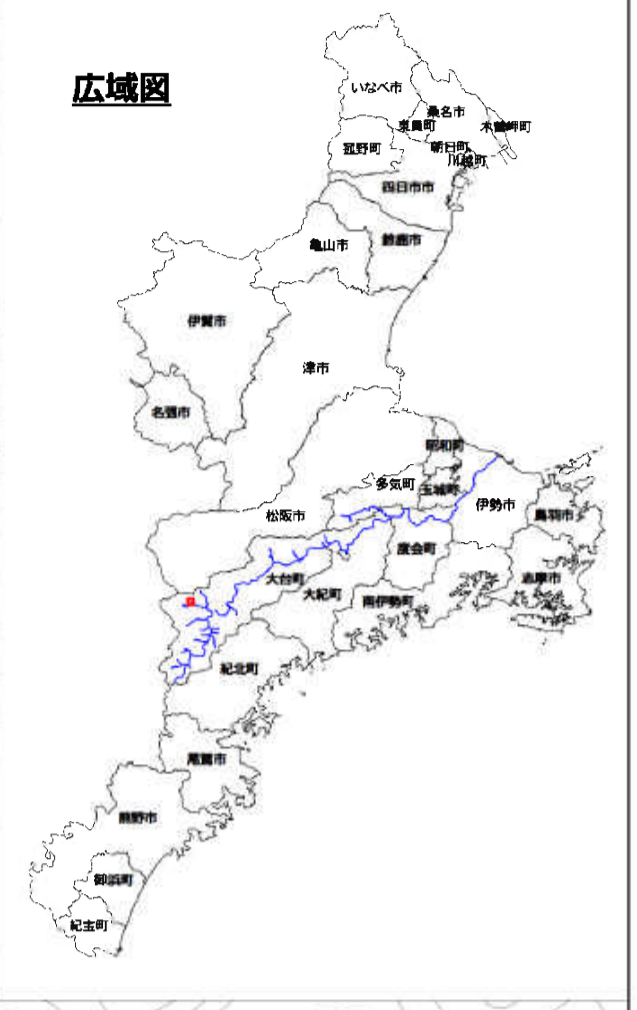 広域図
いなべ市
桑名市
東員町
木曽岬町
菰野町
朝日町
川越町
四日市市
鈴鹿市
亀山市
伊賀市
津市
名張市
明和町
多気町
玉城町
伊勢市
松阪市
鳥羽市
度会町
大台町
志摩市
大紀町
南伊勢町
紀北町
尾鷲市
熊野市
御浜町
紀宝町